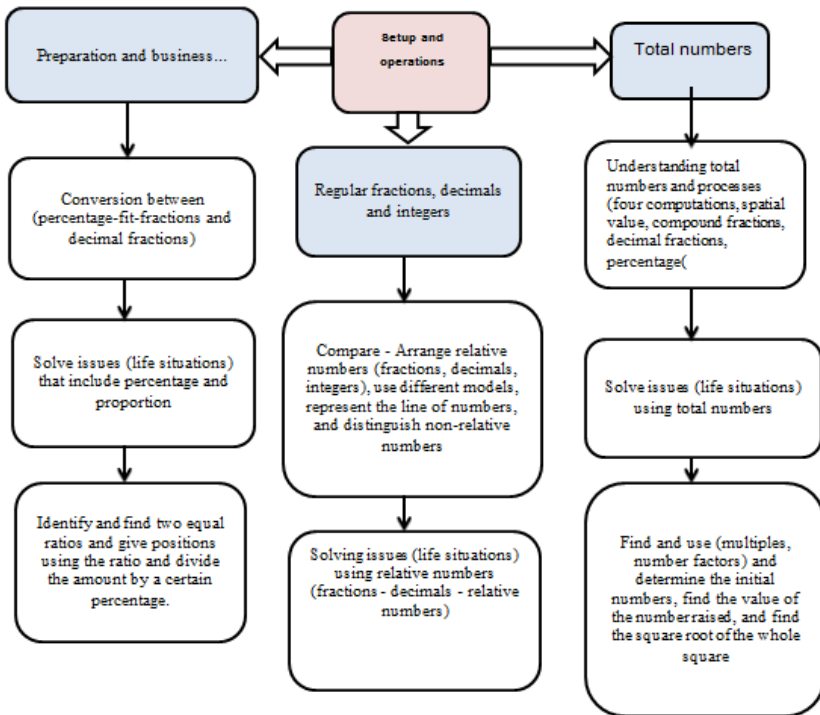 Setup and
operations
Preparation and business...
Total numbers
Conversion between
(percentage-fit-fractions and
decimal fractions)
Solve issues (life situations)
that include percentage and
proportion
Identify and find two equal
ratios and give positions
using the ratio and divide
the amount by a certain
percentage.
Regular fractions, decimals
and integers
Compare - Arrange relative
numbers (fractions, decimals,
integers), use different models,
represent the line of numbers,
and distinguish non-relative
numbers
Solving issues (life situations)
using relative numbers
(fractions - decimals - relative
numbers)
Understanding total
numbers and processes
(four computations, spatial
value, compound fractions,
decimal fractions,
percentage(
Solve issues (life situations)
using total numbers
Find and use (multiples,
number factors) and
determine the initial
numbers, find the value of
the number raised, and find
the square root of the whole
square